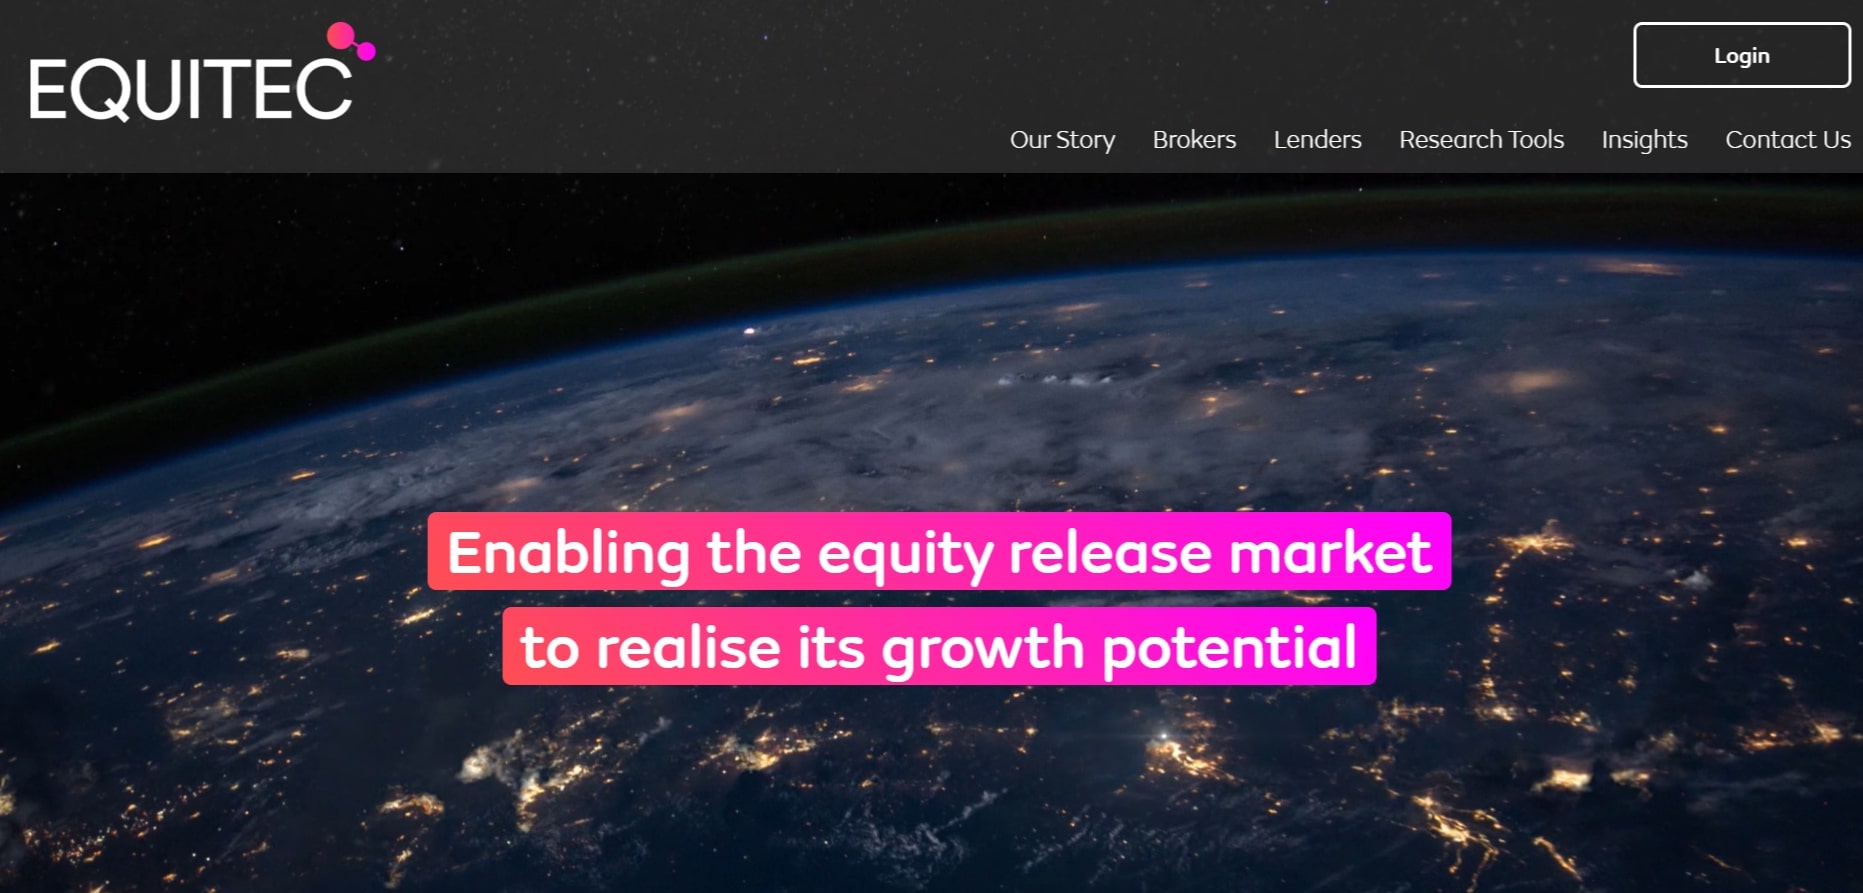 EQUITEC
Login
Our Story Brokers Lenders Research Tools Insights Contact Us
Enabling the equity release market
to realise its growth potential